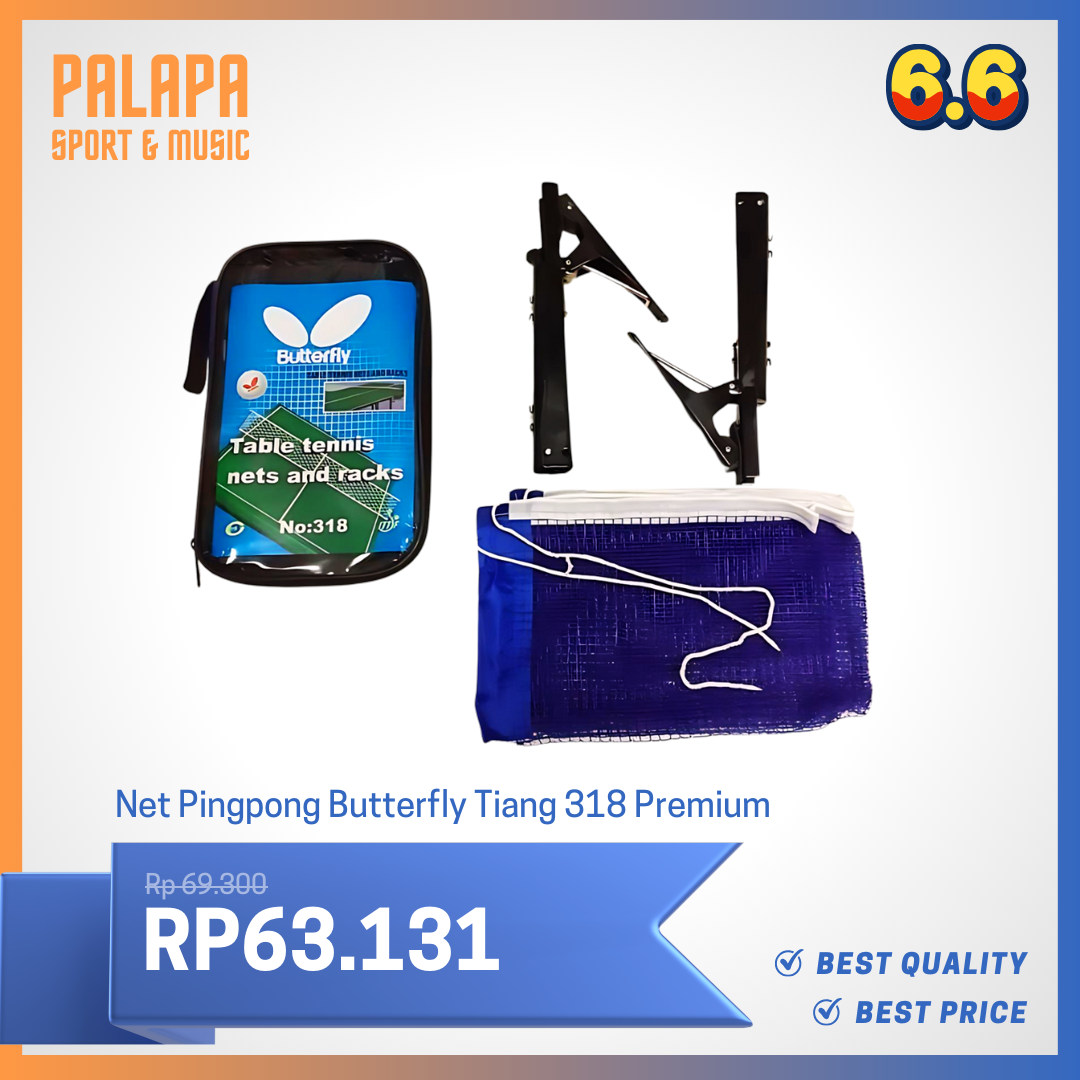 PALAPA
SPORT & MUSIC
6.6
Butterfly
Table tennis
nets and racks
No:318
Net Pingpong Butterfly Tiang 318 Premium
Rp 69.300
RP63.131
BEST QUALITY
BEST PRICE